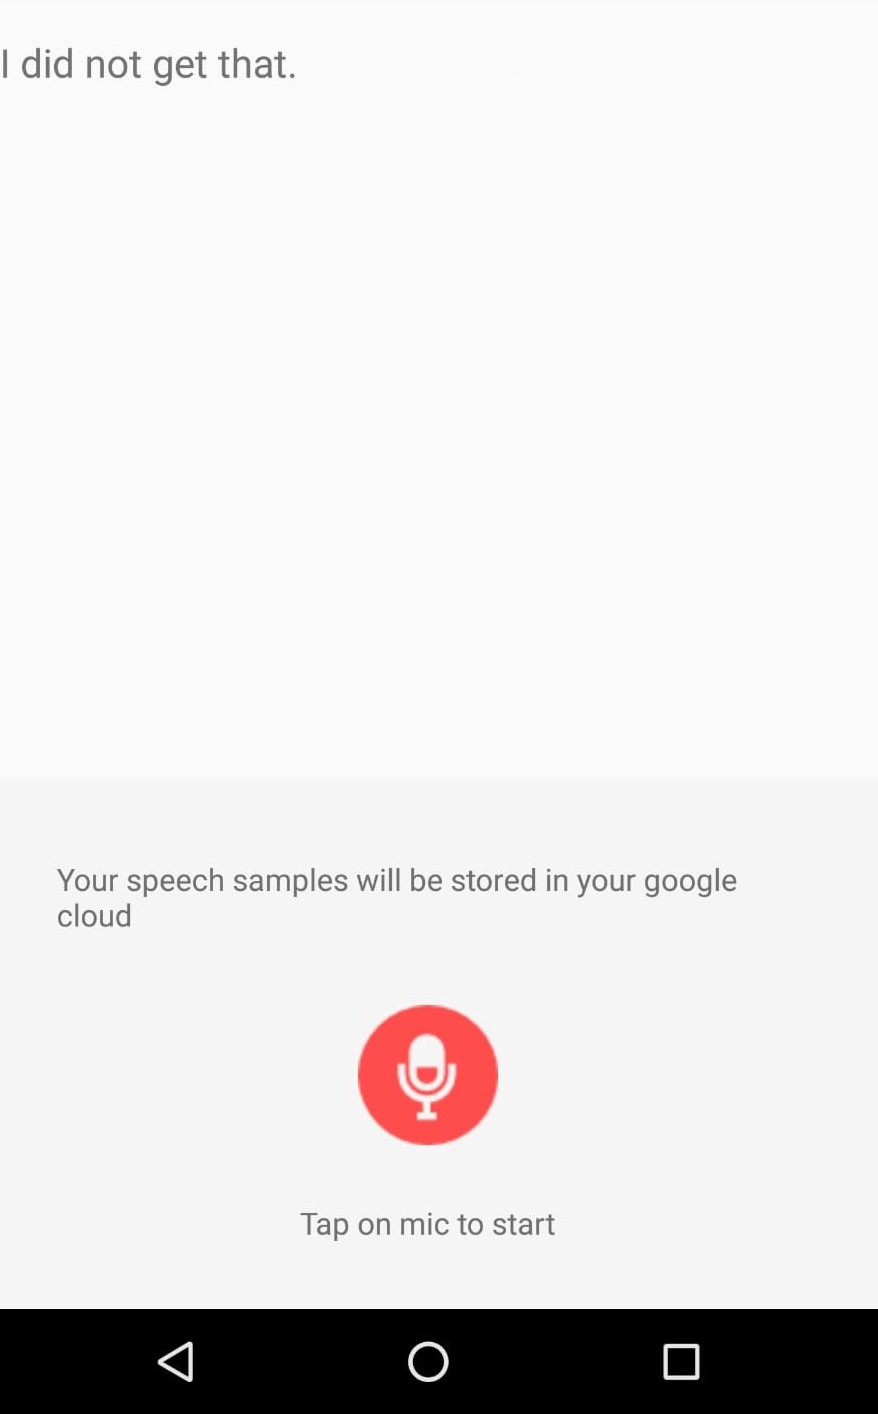 I did not get that.
Your speech samples will be stored in your google
cloud
Tap on mic to start